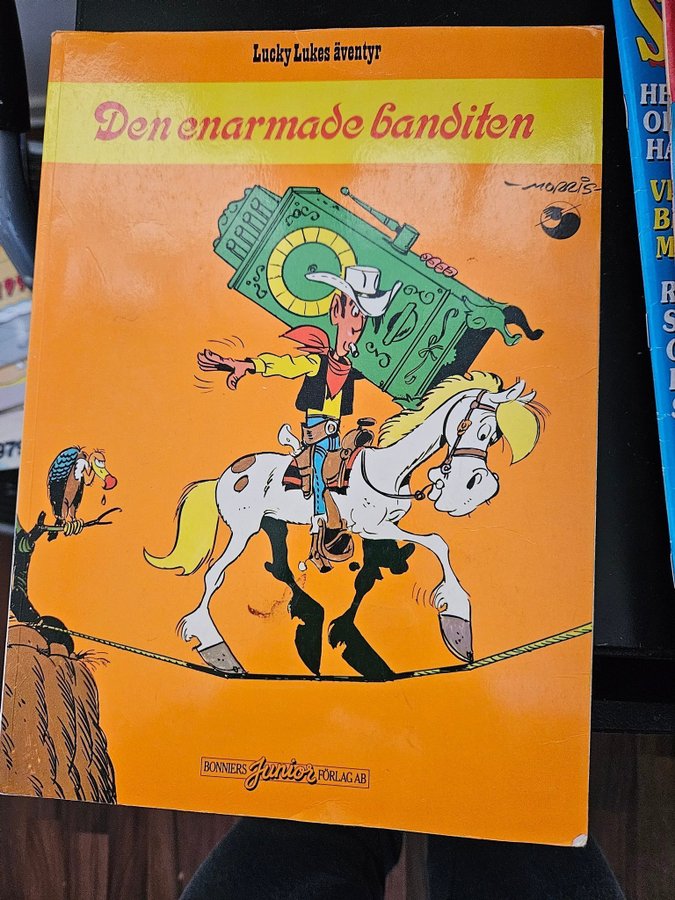 Lucky Lukes äventyr
Den enarmade banditen
-MORRIS-
BONNIERS Junior FÖRLAG AB